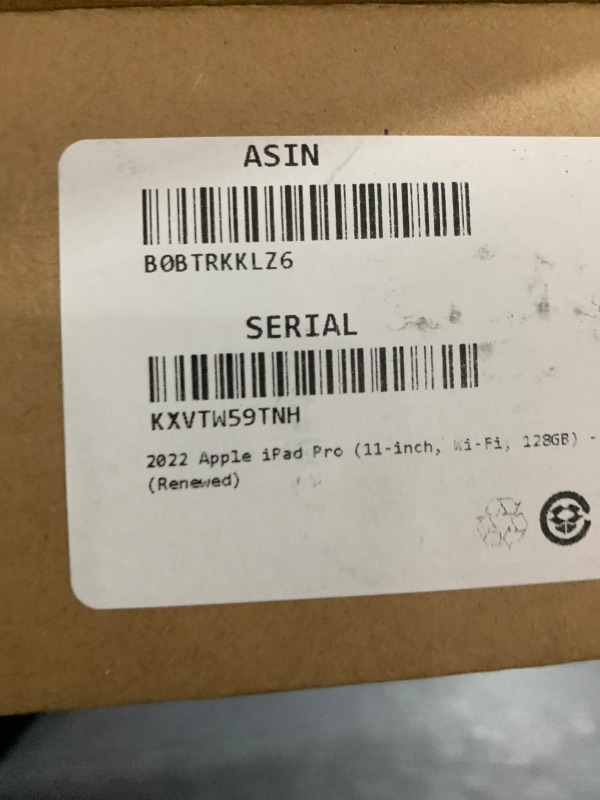 ASIN
B0BTRKKLZ6
SERIAL
KXVTW59TNH
2022 Apple iPad Pro (11-inch, Wi-Fi, 128GB) -
(Renewed)